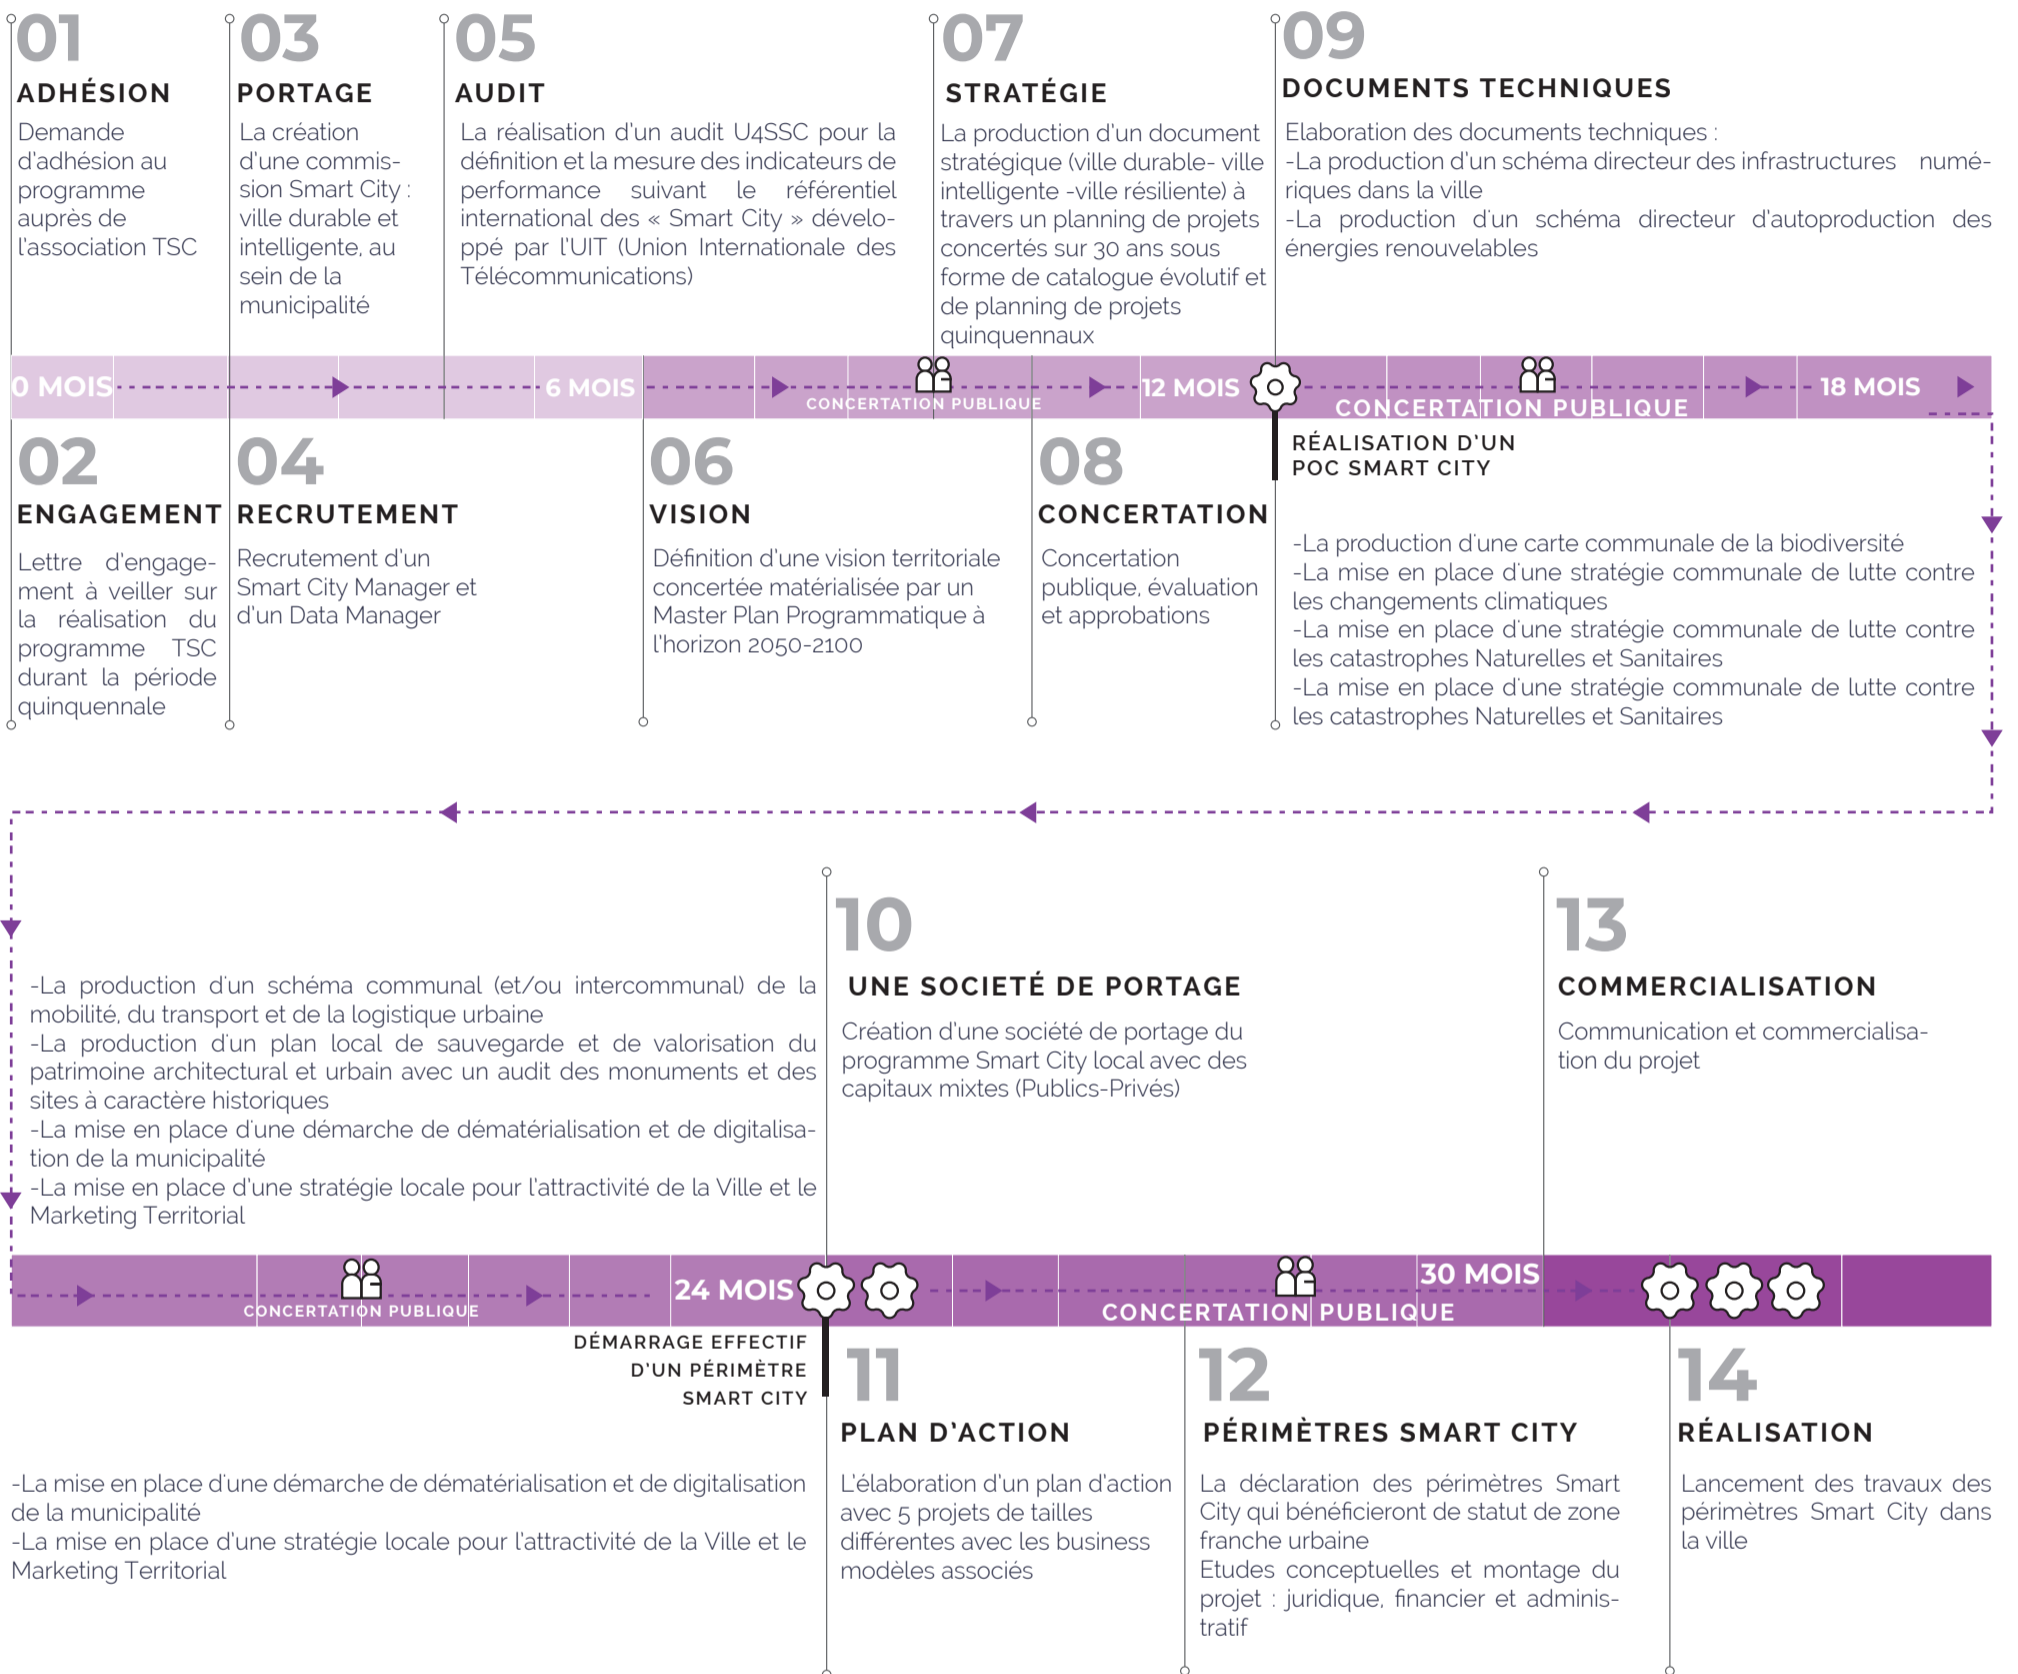 01
ADHÉSION
Demande
d'adhésion au
programme
auprès de
l'association TSC
03
PORTAGE
La création
d'une commis-
sion Smart City :
ville durable et
intelligente, au
sein de la
municipalité
05
AUDIT
La réalisation d'un audit U4SSC pour la
définition et la mesure des indicateurs de
performance suivant le référentiel
international des « Smart City » dévelo-
ppé par l'UIT (Union Internationale des
Télécommunications)
07
STRATÉGIE
La production d'un document
stratégique (ville durable- ville
intelligente -ville résiliente) à
travers un planning de projets
concertés sur 30 ans sous
forme de catalogue évolutif et
de planning de projets
quinquennaux
09
DOCUMENTS TECHNIQUES
Elaboration des documents techniques :
-La production d'un schéma directeur des infrastructures numé-
riques dans la ville
-La production d'un schéma directeur d'autoproduction des
énergies renouvelables
0 MOIS
6 MOIS
CONCERTATION PUBLIQUE
12 MOIS
CONCERTATION PUBLIQUE
18 MOIS
02
ENGAGEMENT
Lettre d'engage-
ment à veiller sur
la réalisation du
programme TSC
durant la période
quinquennale
04
RECRUTEMENT
Recrutement d'un
Smart City Manager et
d'un Data Manager
06
VISION
Définition d'une vision territoriale
concertée matérialisée par un
Master Plan Programmatique à
l'horizon 2050-2100
08
CONCERTATION
Concertation
publique, évaluation
et approbations
RÉALISATION D'UN
POC SMART CITY
-La production d'une carte communale de la biodiversité
-La mise en place d'une stratégie communale de lutte contre
les changements climatiques
-La mise en place d'une stratégie communale de lutte contre
les catastrophes Naturelles et Sanitaires
-La mise en place d'une stratégie communale de lutte contre
les catastrophes Naturelles et Sanitaires
-La production d'un schéma communal (et/ou intercommunal) de la
mobilité, du transport et de la logistique urbaine
-La production d'un plan local de sauvegarde et de valorisation du
patrimoine architectural et urbain avec un audit des monuments et des
sites à caractère historiques
-La mise en place d'une démarche de dématérialisation et de digitalisa-
tion de la municipalité
-La mise en place d'une stratégie locale pour l'attractivité de la Ville et le
Marketing Territorial
10
UNE SOCIETÉ DE PORTAGE
Création d'une société de portage du
programme Smart City local avec des
capitaux mixtes (Publics-Privés)
13
COMMERCIALISATION
Communication et commercialisa-
tion du projet
CONCERTATION PUBLIQUE
24 MOIS
CONCERTATION PUBLIQUE
30 MOIS
DÉMARRAGE EFFECTIF
D'UN PÉRIMÈTRE
SMART CITY
-La mise en place d'une démarche de dématérialisation et de digitalisation
de la municipalité
-La mise en place d'une stratégie locale pour l'attractivité de la Ville et le
Marketing Territorial
11
PLAN D'ACTION
L'élaboration d'un plan d'action
avec 5 projets de tailles
différentes avec les business
modèles associés
12
PÉRIMÈTRES SMART CITY
La déclaration des périmètres Smart
City qui bénéficieront de statut de zone
franche urbaine
Etudes conceptuelles et montage du
projet : juridique, financier et adminis-
tratif
14
RÉALISATION
Lancement des travaux des
périmètres Smart City dans
la ville